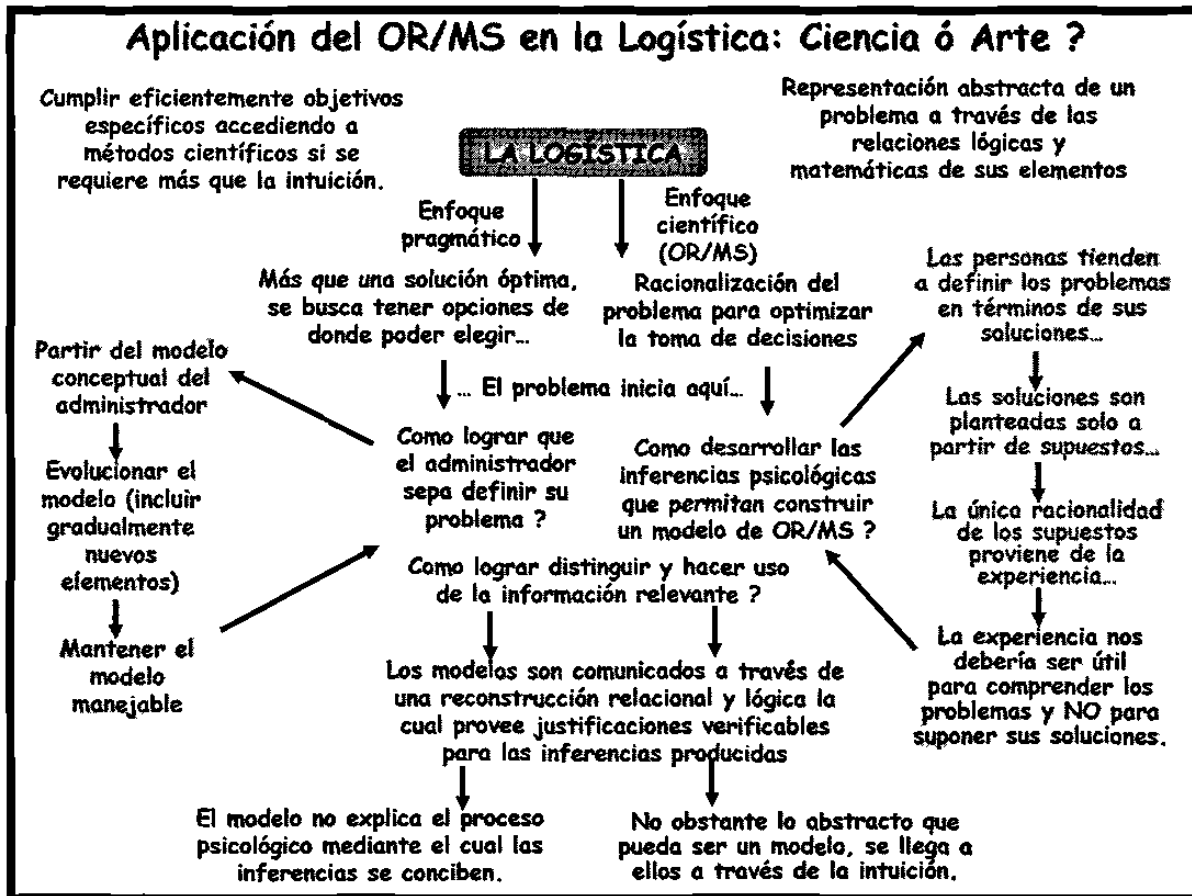 Aplicación del OR/MS en la Logística: Ciencia ó Arte ?
Cumplir eficientemente objetivos
específicos accediendo a
métodos científicos si se
requiere más que la intuición.
Representación abstracta de un
problema a través de las
relaciones lógicas y
matemáticas de sus elementos
LA LOGÍSTICA
Enfoque
pragmático
Enfoque
científico
(OR/MS)
Más que una solución óptima,
se busca tener opciones de
donde poder elegir...
Racionalización del
problema para optimizar
la toma de decisiones
Las personas tienden
a definir los problemas
en términos de sus
soluciones...
Partir del modelo
conceptual del
administrador
... El problema inicia aquí...
Las soluciones son
planteadas solo a
partir de supuestos...
Evolucionar el
modelo (incluir
gradualmente
nuevos
elementos)
Como lograr que
el administrador
sepa definir su
problema ?
Como desarrollar las
inferencias psicológicas
que permitan construir
un modelo de OR/MS ?
La única racionalidad
de los supuestos
proviene de la
experiencia...
Como lograr distinguir y hacer uso
de la información relevante ?
Mantener el
modelo
manejable
La experiencia nos
debería ser útil
para comprender los
problemas y NO para
suponer sus soluciones.
Los modelos son comunicados a través de
una reconstrucción relacional y lógica la
cual provee justificaciones verificables
para las inferencias producidas
El modelo no explica el proceso
psicológico mediante el cual las
inferencias se conciben.
No obstante lo abstracto que
pueda ser un modelo, se llega a
ellos a través de la intuición.